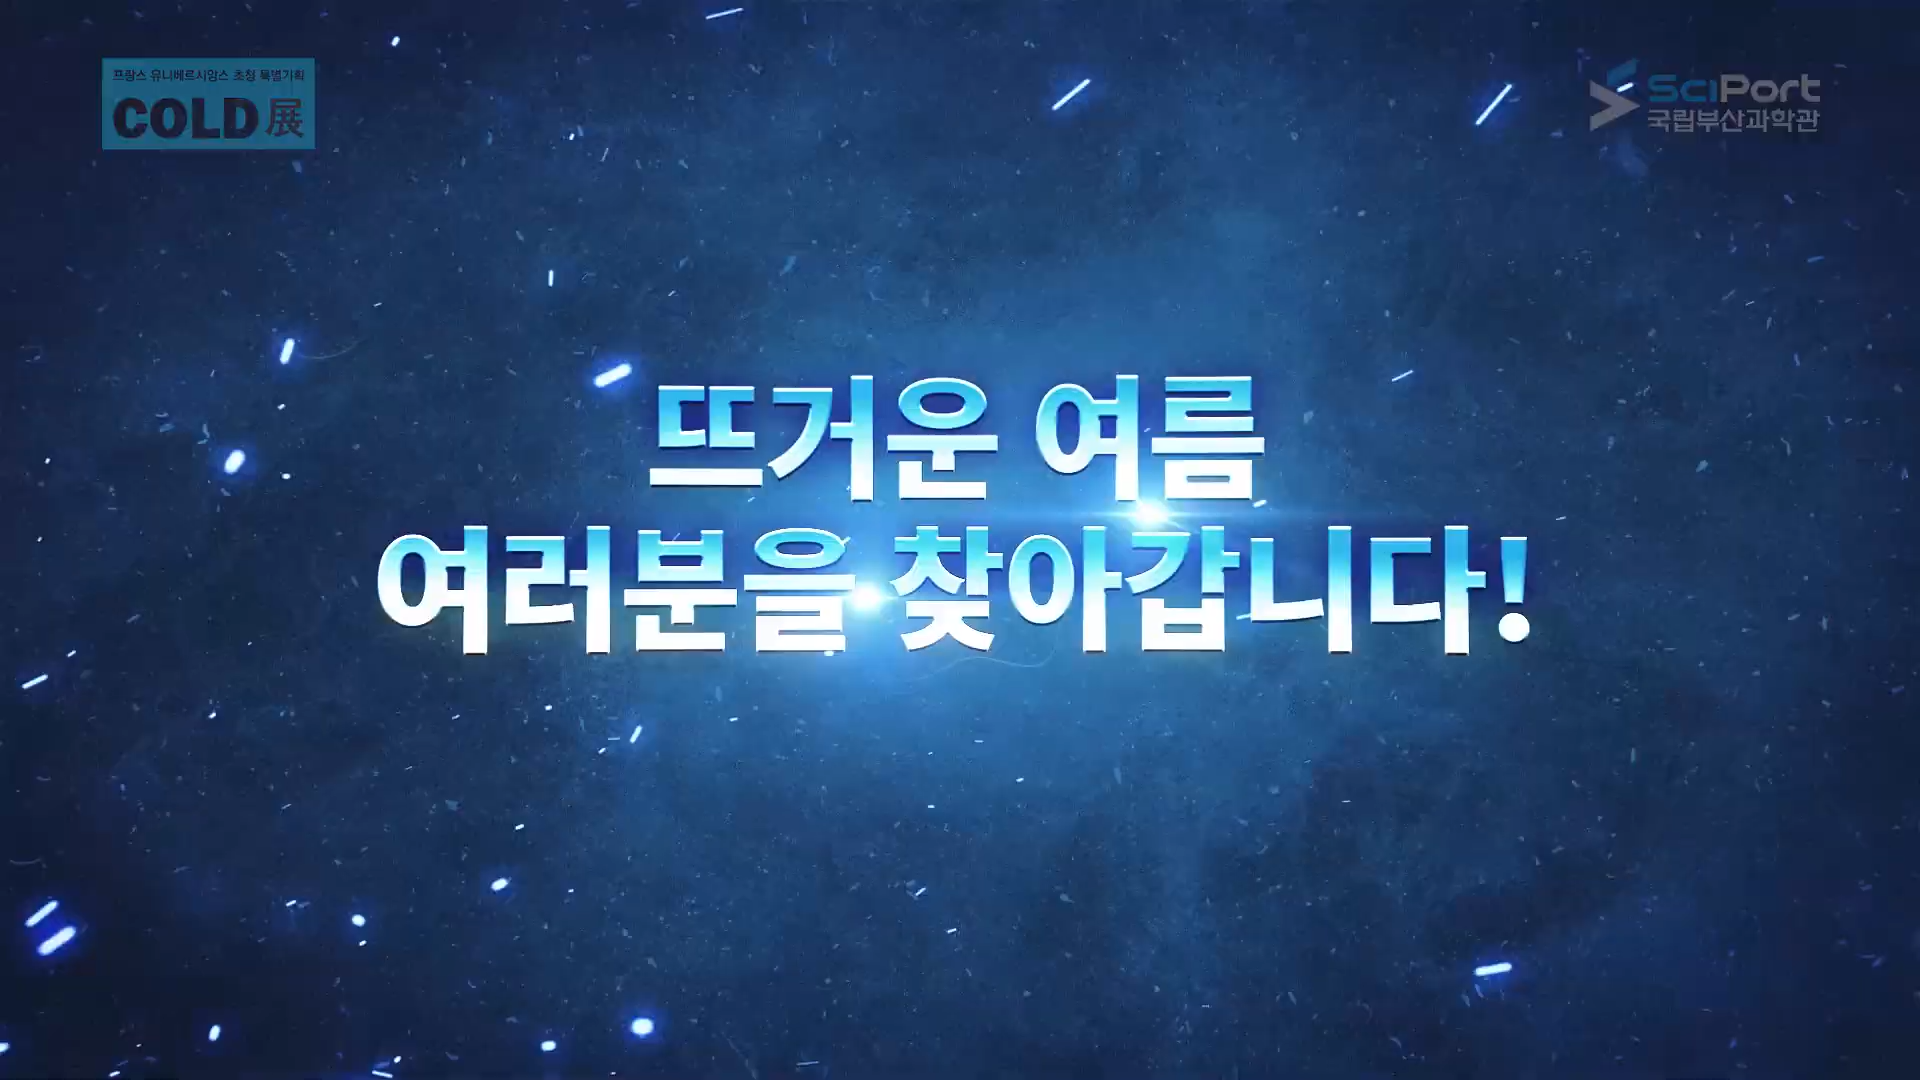 프랑스 유니베르시앙스 초청 특별기획
COLD展
SciPort
국립부산과학관
뜨거운 여름
여러분을 찾아갑니다!